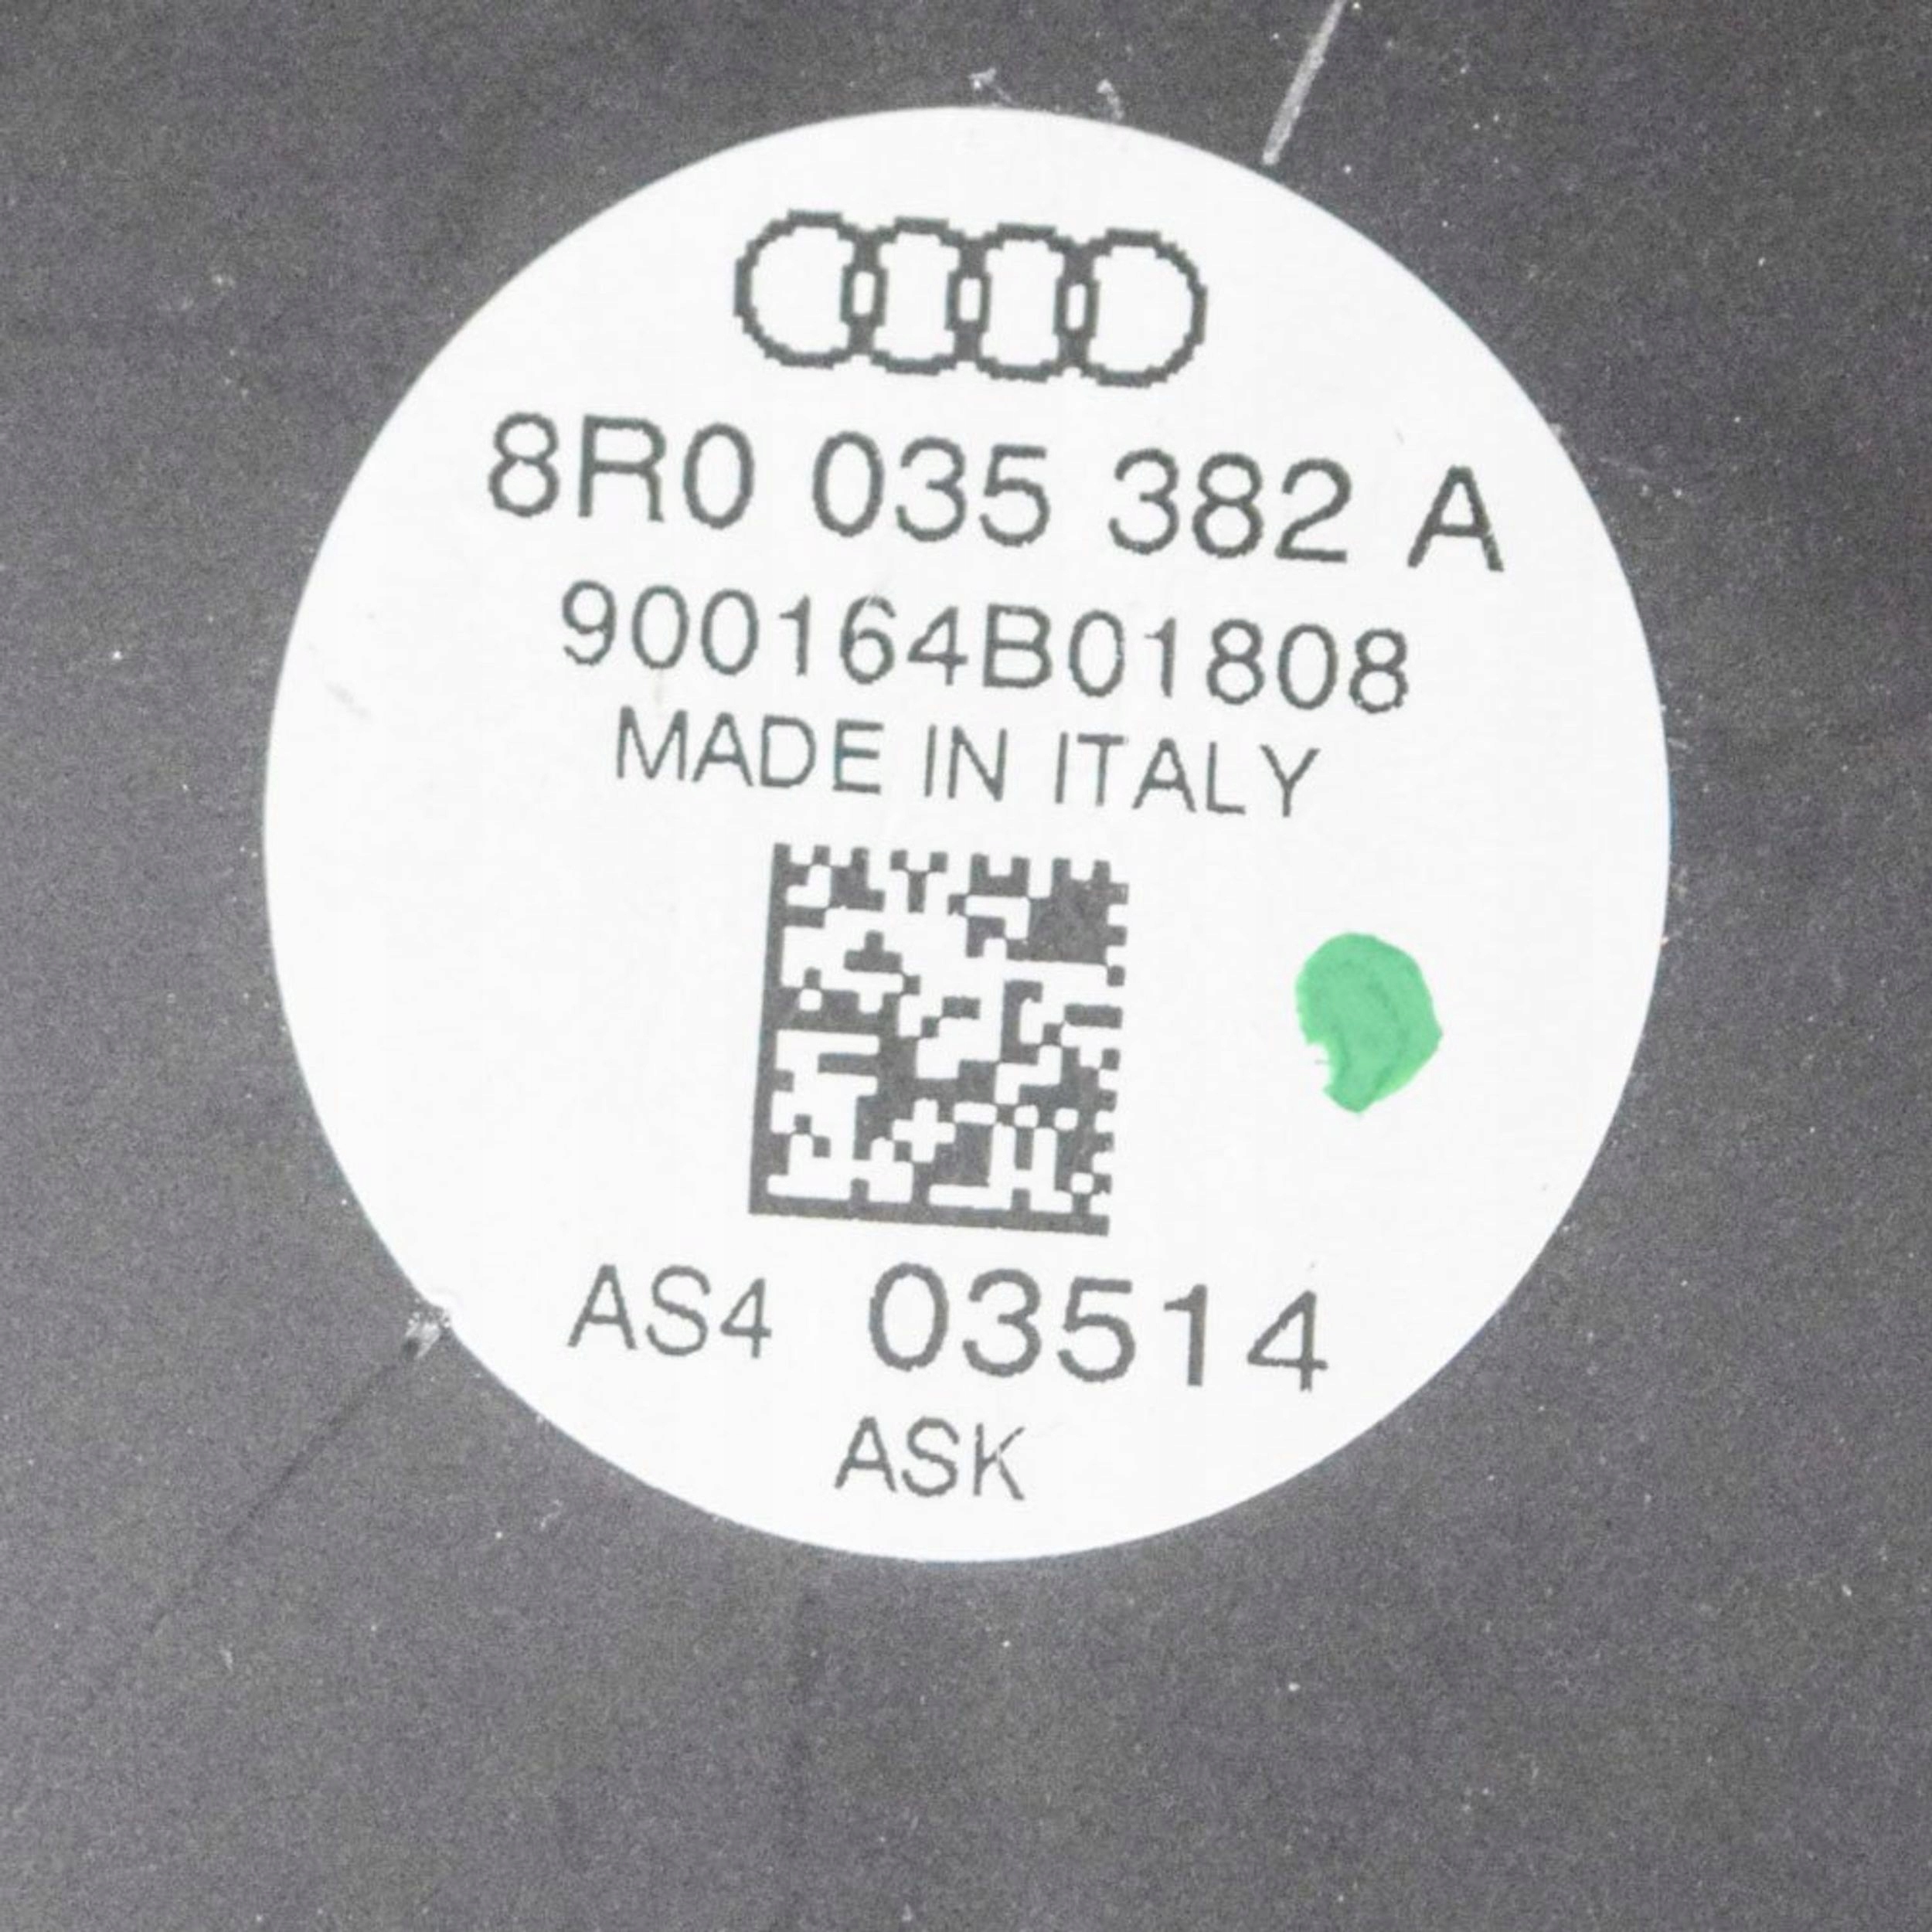 8R0 035 382 A
900164B01808
MADE IN ITALY
AS4 03514
ASK